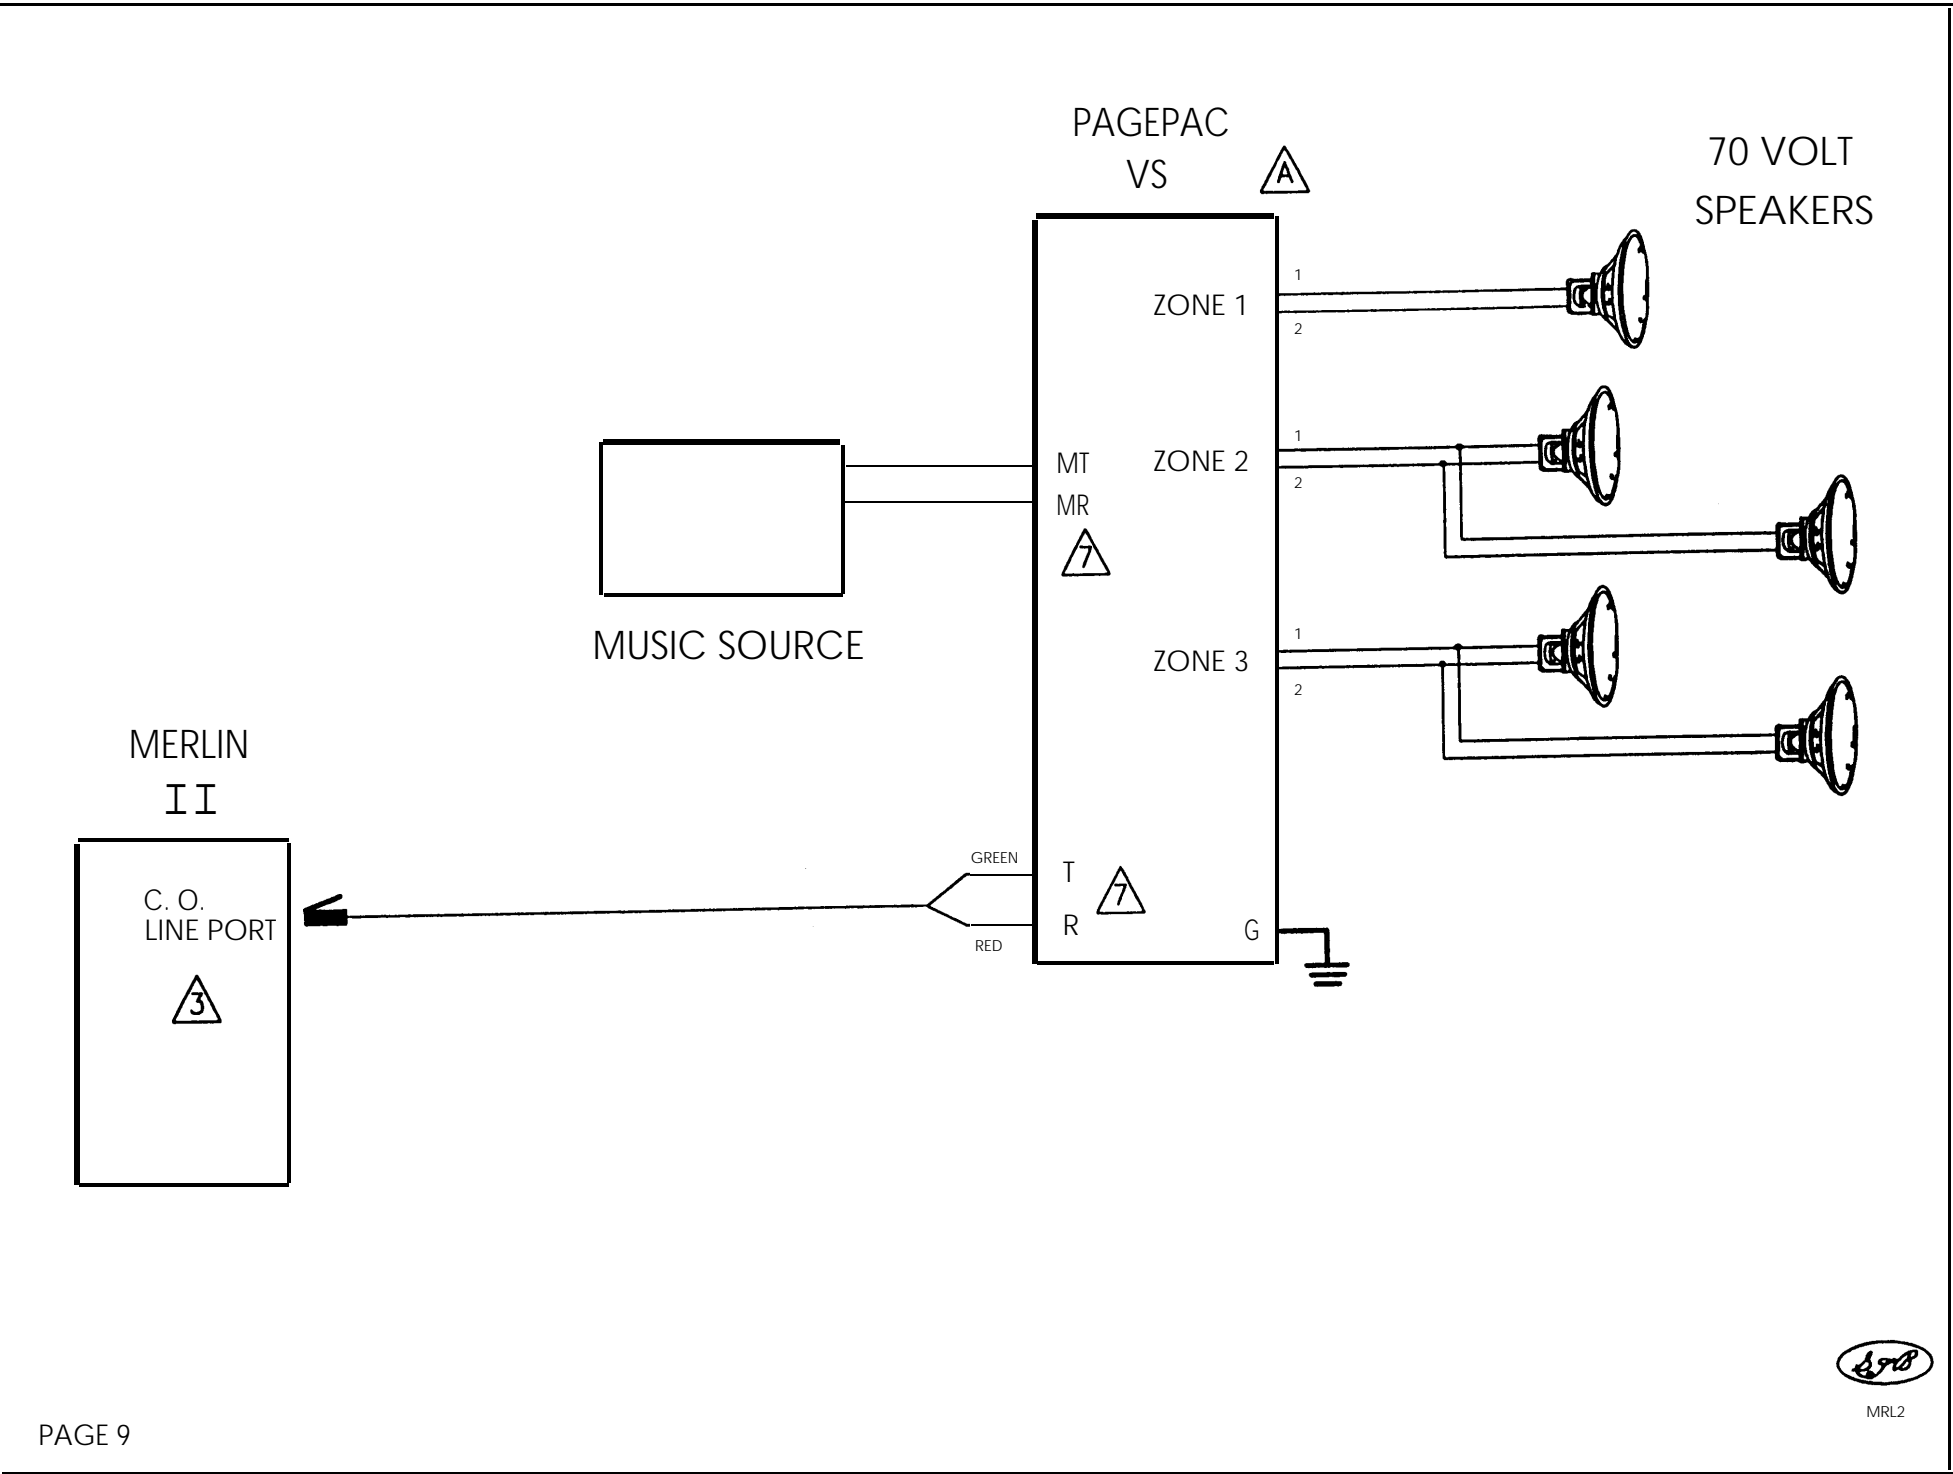 PAGEPAC
VS
A
70 VOLT
SPEAKERS
ZONE 1
1
2
MT
MR
7
ZONE 2
1
2
ZONE 3
1
2
MUSIC SOURCE
MERLIN
II
C. O.
LINE PORT
3
GREEN
RED
T
R
7
G
MRL2
PAGE 9